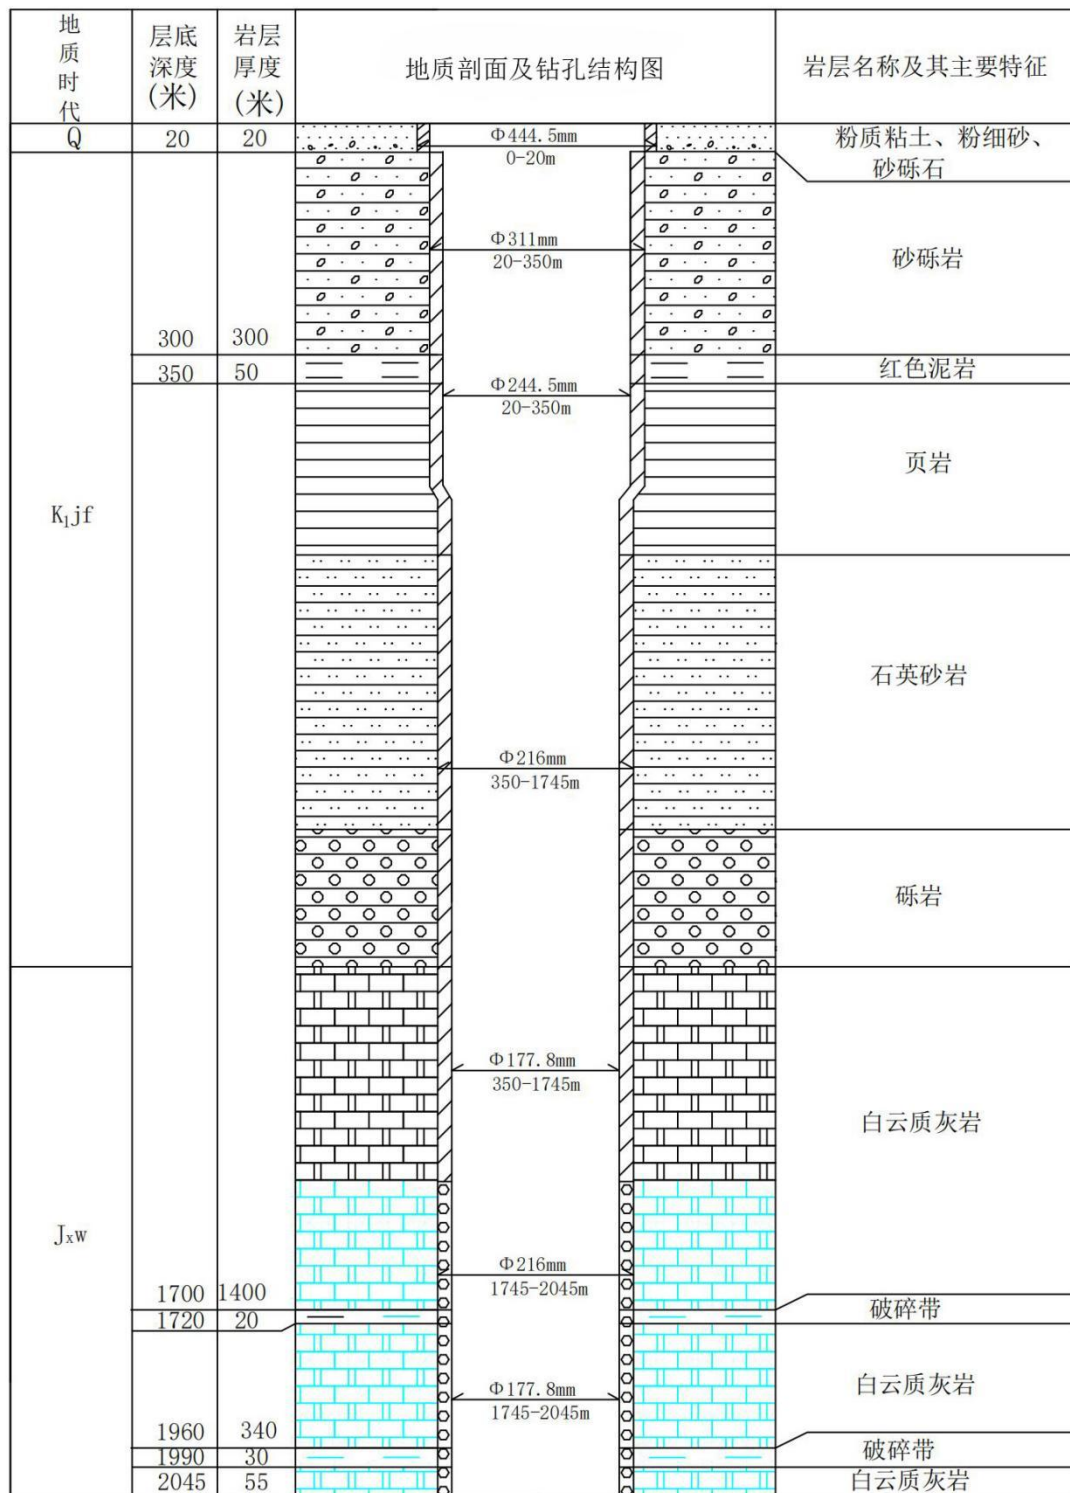 地质时代
层底深度(米)
岩层厚度(米)
地质剖面及钻孔结构图
岩层名称及其主要特征
Q
20
20
Φ444.5mm
0-20m
粉质粘土、粉细砂、
砂砾石
Φ311mm
20-350m
砂砾岩
300
300
350
50
红色泥岩
Φ244.5mm
20-350m
页岩
K₁jf
石英砂岩
Φ216mm
350-1745m
砾岩
Φ177.8mm
350-1745m
白云质灰岩
Jₓw
Φ216mm
1745-2045m
1700
1400
破碎带
1720
20
Φ177.8mm
1745-2045m
白云质灰岩
1960
340
破碎带
1990
30
2045
55
白云质灰岩